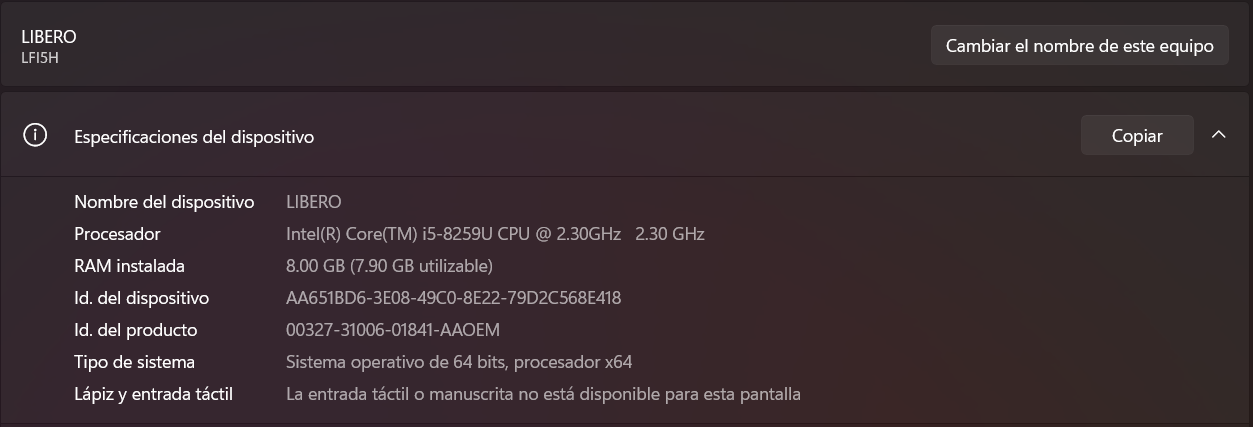 LIBERO
LFI5H
Cambiar el nombre de este equipo
Especificaciones del dispositivo
Copiar
Nombre del dispositivo LIBERO
Procesador Intel(R) Core(TM) i5-8259U CPU @ 2.30GHz 2.30 GHz
RAM instalada 8.00 GB (7.90 GB utilizable)
Id. del dispositivo AA651BD6-3E08-49C0-8E22-79D2C568E418
Id. del producto 00327-31006-01841-AAOEM
Tipo de sistema Sistema operativo de 64 bits, procesador x64
Lápiz y entrada táctil La entrada táctil o manuscrita no está disponible para esta pantalla